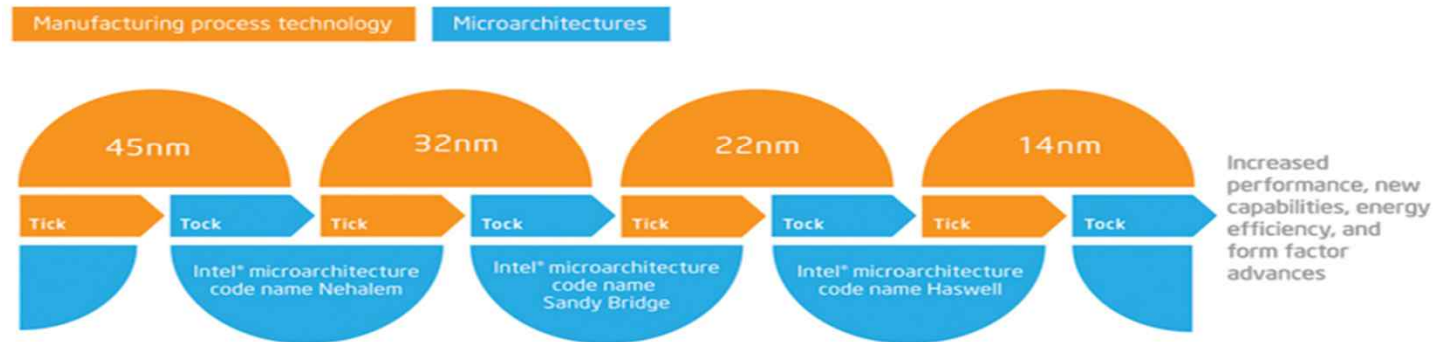 Manufacturing process technology
Microarchitectures
45nm
32nm
22nm
14nm
Tick
Tock
Tick
Tock
Tick
Tock
Tick
Tock
Intel® microarchitecture
code name Nehalem
Intel® microarchitecture
code name
Sandy Bridge
Intel® microarchitecture
code name Haswell
Increased
performance, new
capabilities, energy
efficiency, and
form factor
advances